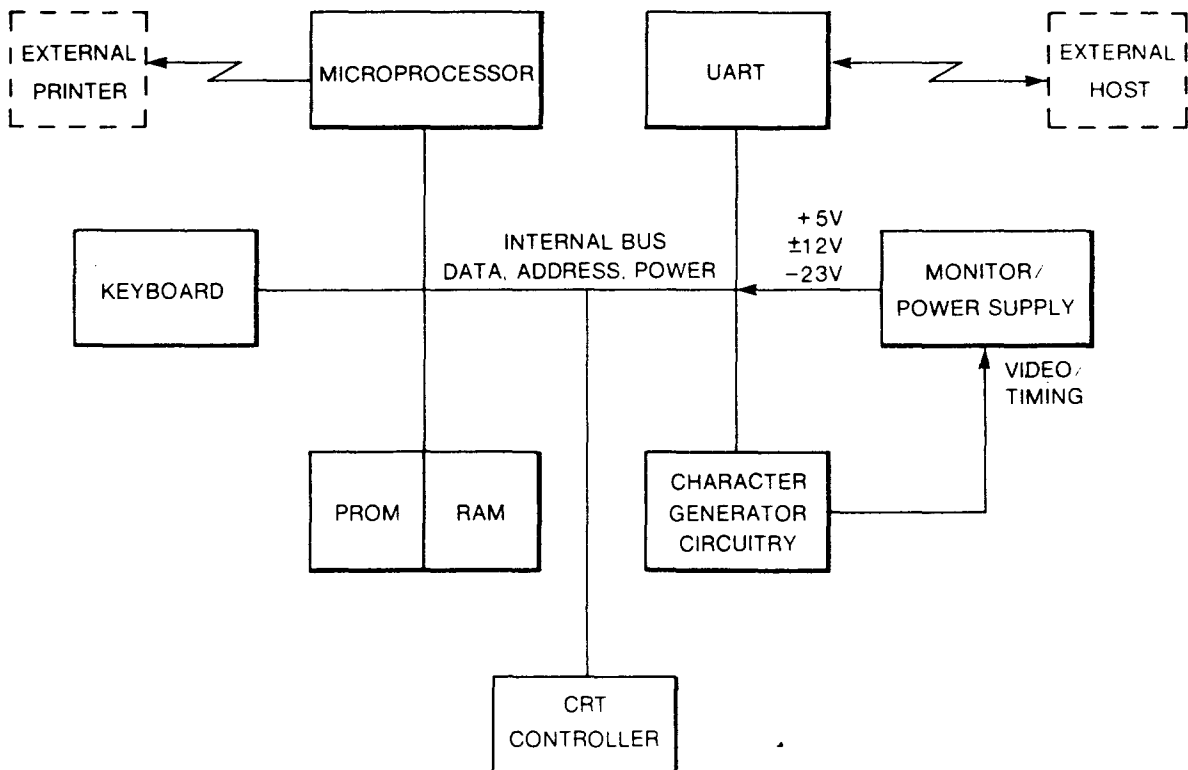 EXTERNAL
PRINTER
MICROPROCESSOR
UART
EXTERNAL
HOST
KEYBOARD
INTERNAL BUS
DATA, ADDRESS, POWER
+5V
±12V
−23V
MONITOR/
POWER SUPPLY
VIDEO/
TIMING
PROM
RAM
CHARACTER
GENERATOR
CIRCUITRY
CRT
CONTROLLER